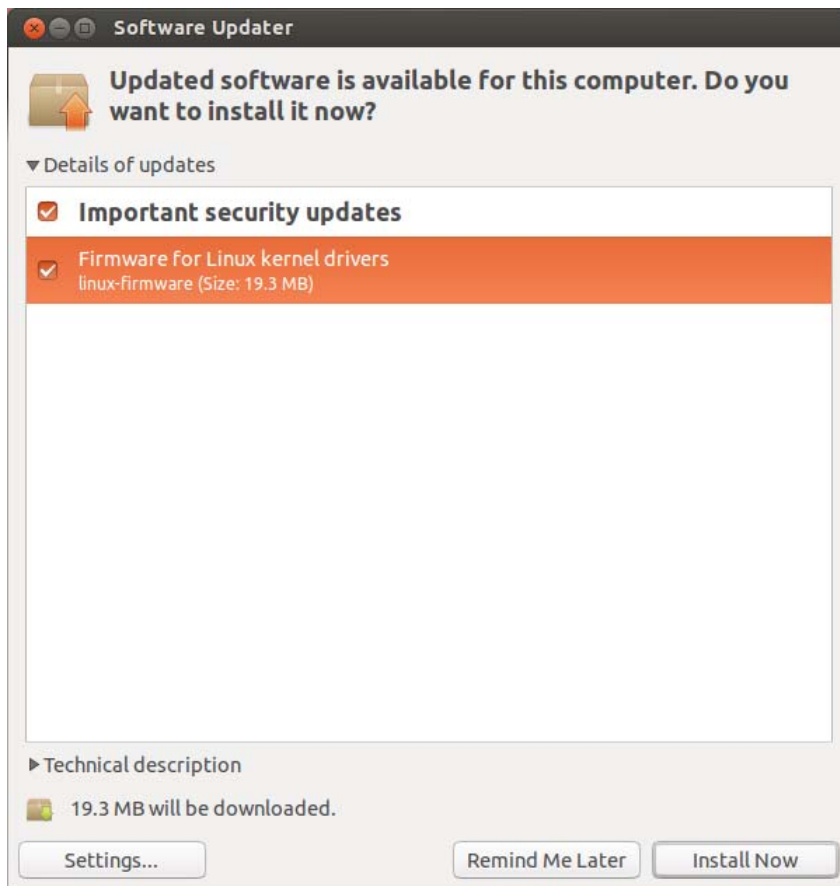 Software Updater
Updated software is available for this computer. Do you
want to install it now?
Details of updates
Important security updates
Firmware for Linux kernel drivers
linux-firmware (Size: 19.3 MB)
Technical description
19.3 MB will be downloaded.
Settings...
Remind Me Later
Install Now